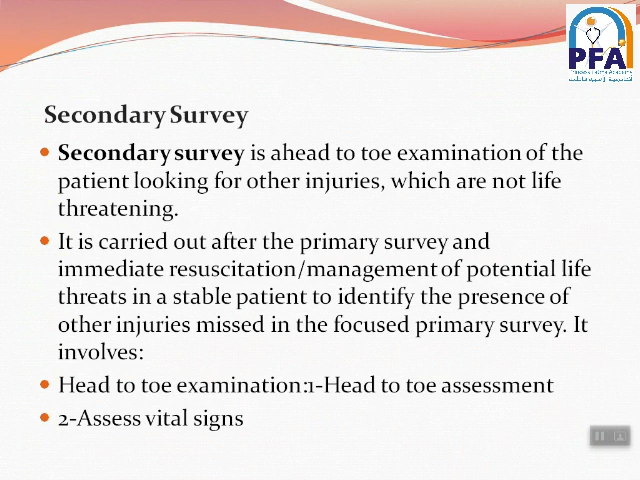 PFA
Princess Fatma Academy
Secondary Survey
• Secondary survey is ahead to toe examination of the
patient looking for other injuries, which are not life
threatening.
• It is carried out after the primary survey and
immediate resuscitation/management of potential life
threats in a stable patient to identify the presence of
other injuries missed in the focused primary survey. It
involves:
• Head to toe examination:1-Head to toe assessment
• 2-Assess vital signs